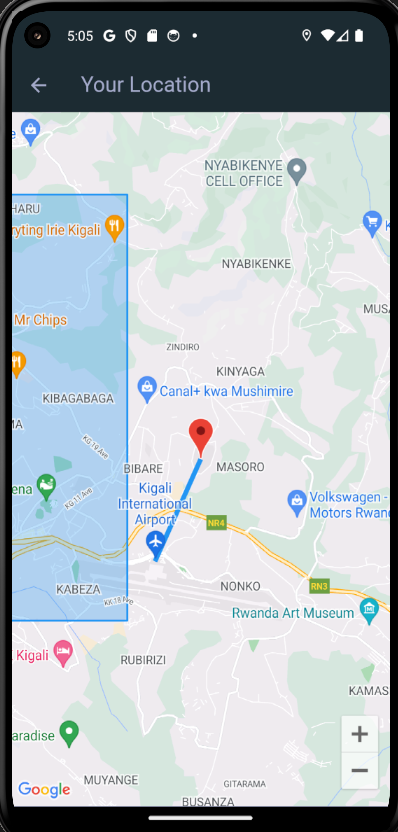 5:05 G
Your Location
e
NYABIKENYE
CELL OFFICE
HARU
ryting Irie Kigali
K
NYABIKENKE
Mr Chips
MUSA
ZINDIRO
KINYAGA
Canal+ kwa Mushimire
KIBAGABAGA
MA
KG 19 Ave
BIBARE
MASORO
Kigali
International
Airport
ena
KG 11 Ave
Volkswagen -
Motors Rwand
NR4
KABEZA
NONKO
RN3
KK 18 Ave
Rwanda Art Museum
Kigali
RUBIRIZI
KAMAS
aradise
+
−
MUYANGE
GITARAMA
Google
BUSANZA